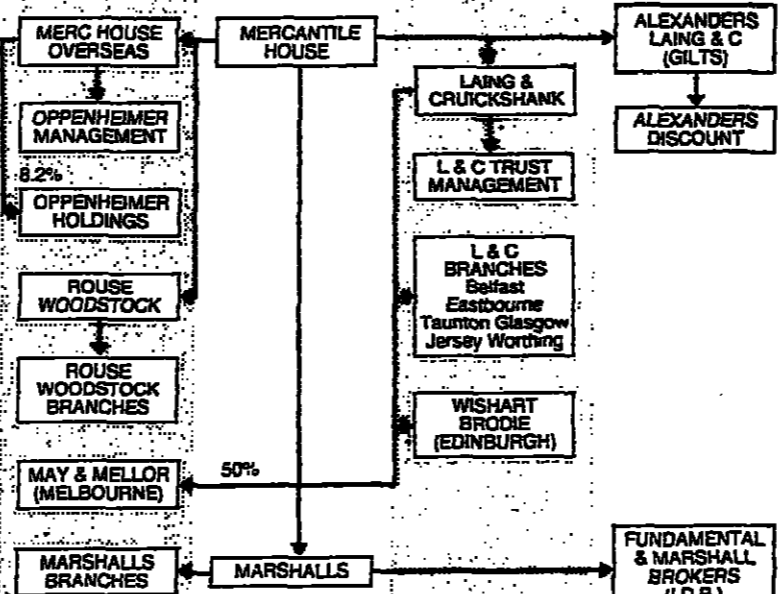 MERC HOUSE
OVERSEAS
MERCANTILE
HOUSE
ALEXANDERS
LAING & C
(GILTS)
LAING &
CRUICKSHANK
OPPENHEIMER
MANAGEMENT
ALEXANDERS
DISCOUNT
L & C TRUST
MANAGEMENT
8.2%
OPPENHEIMER
HOLDINGS
L & C
BRANCHES
Belfast
Eastbourne
Taunton Glasgow
Jersey Worthing
ROUSE
WOODSTOCK
ROUSE
WOODSTOCK
BRANCHES
WISHART
BRODIE
(EDINBURGH)
MAY & MELLOR
(MELBOURNE)
50%
MARSHALLS
BRANCHES
MARSHALLS
FUNDAMENTAL
& MARSHALL
BROKERS